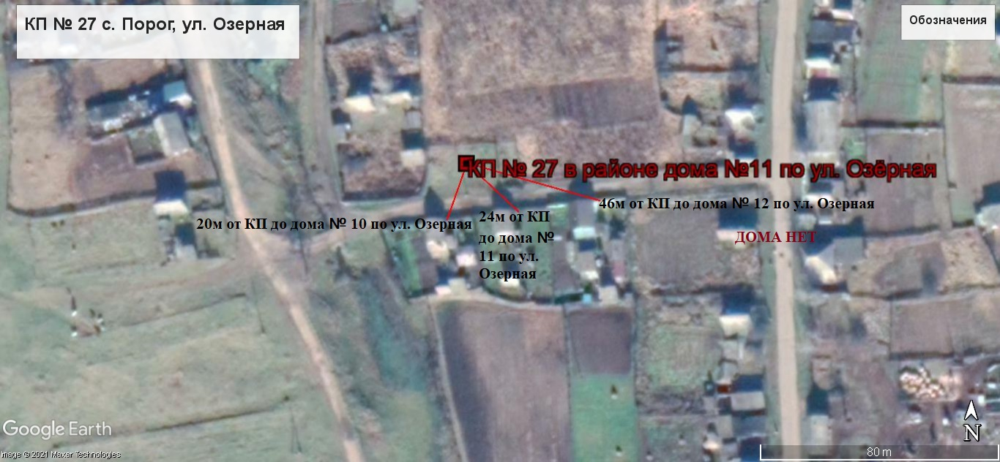 КП № 27 с. Порог, ул. Озерная
Обозначения
КП № 27 в районе дома №11 по ул. Озёрная
46м от КП до дома № 12 по ул. Озерная
20м от КП до дома № 10 по ул. Озерная
24м от КП
до дома №
11 по ул.
Озерная
ДОМА НЕТ
Google Earth
Image © 2021 Maxar Technologies
80 m
N